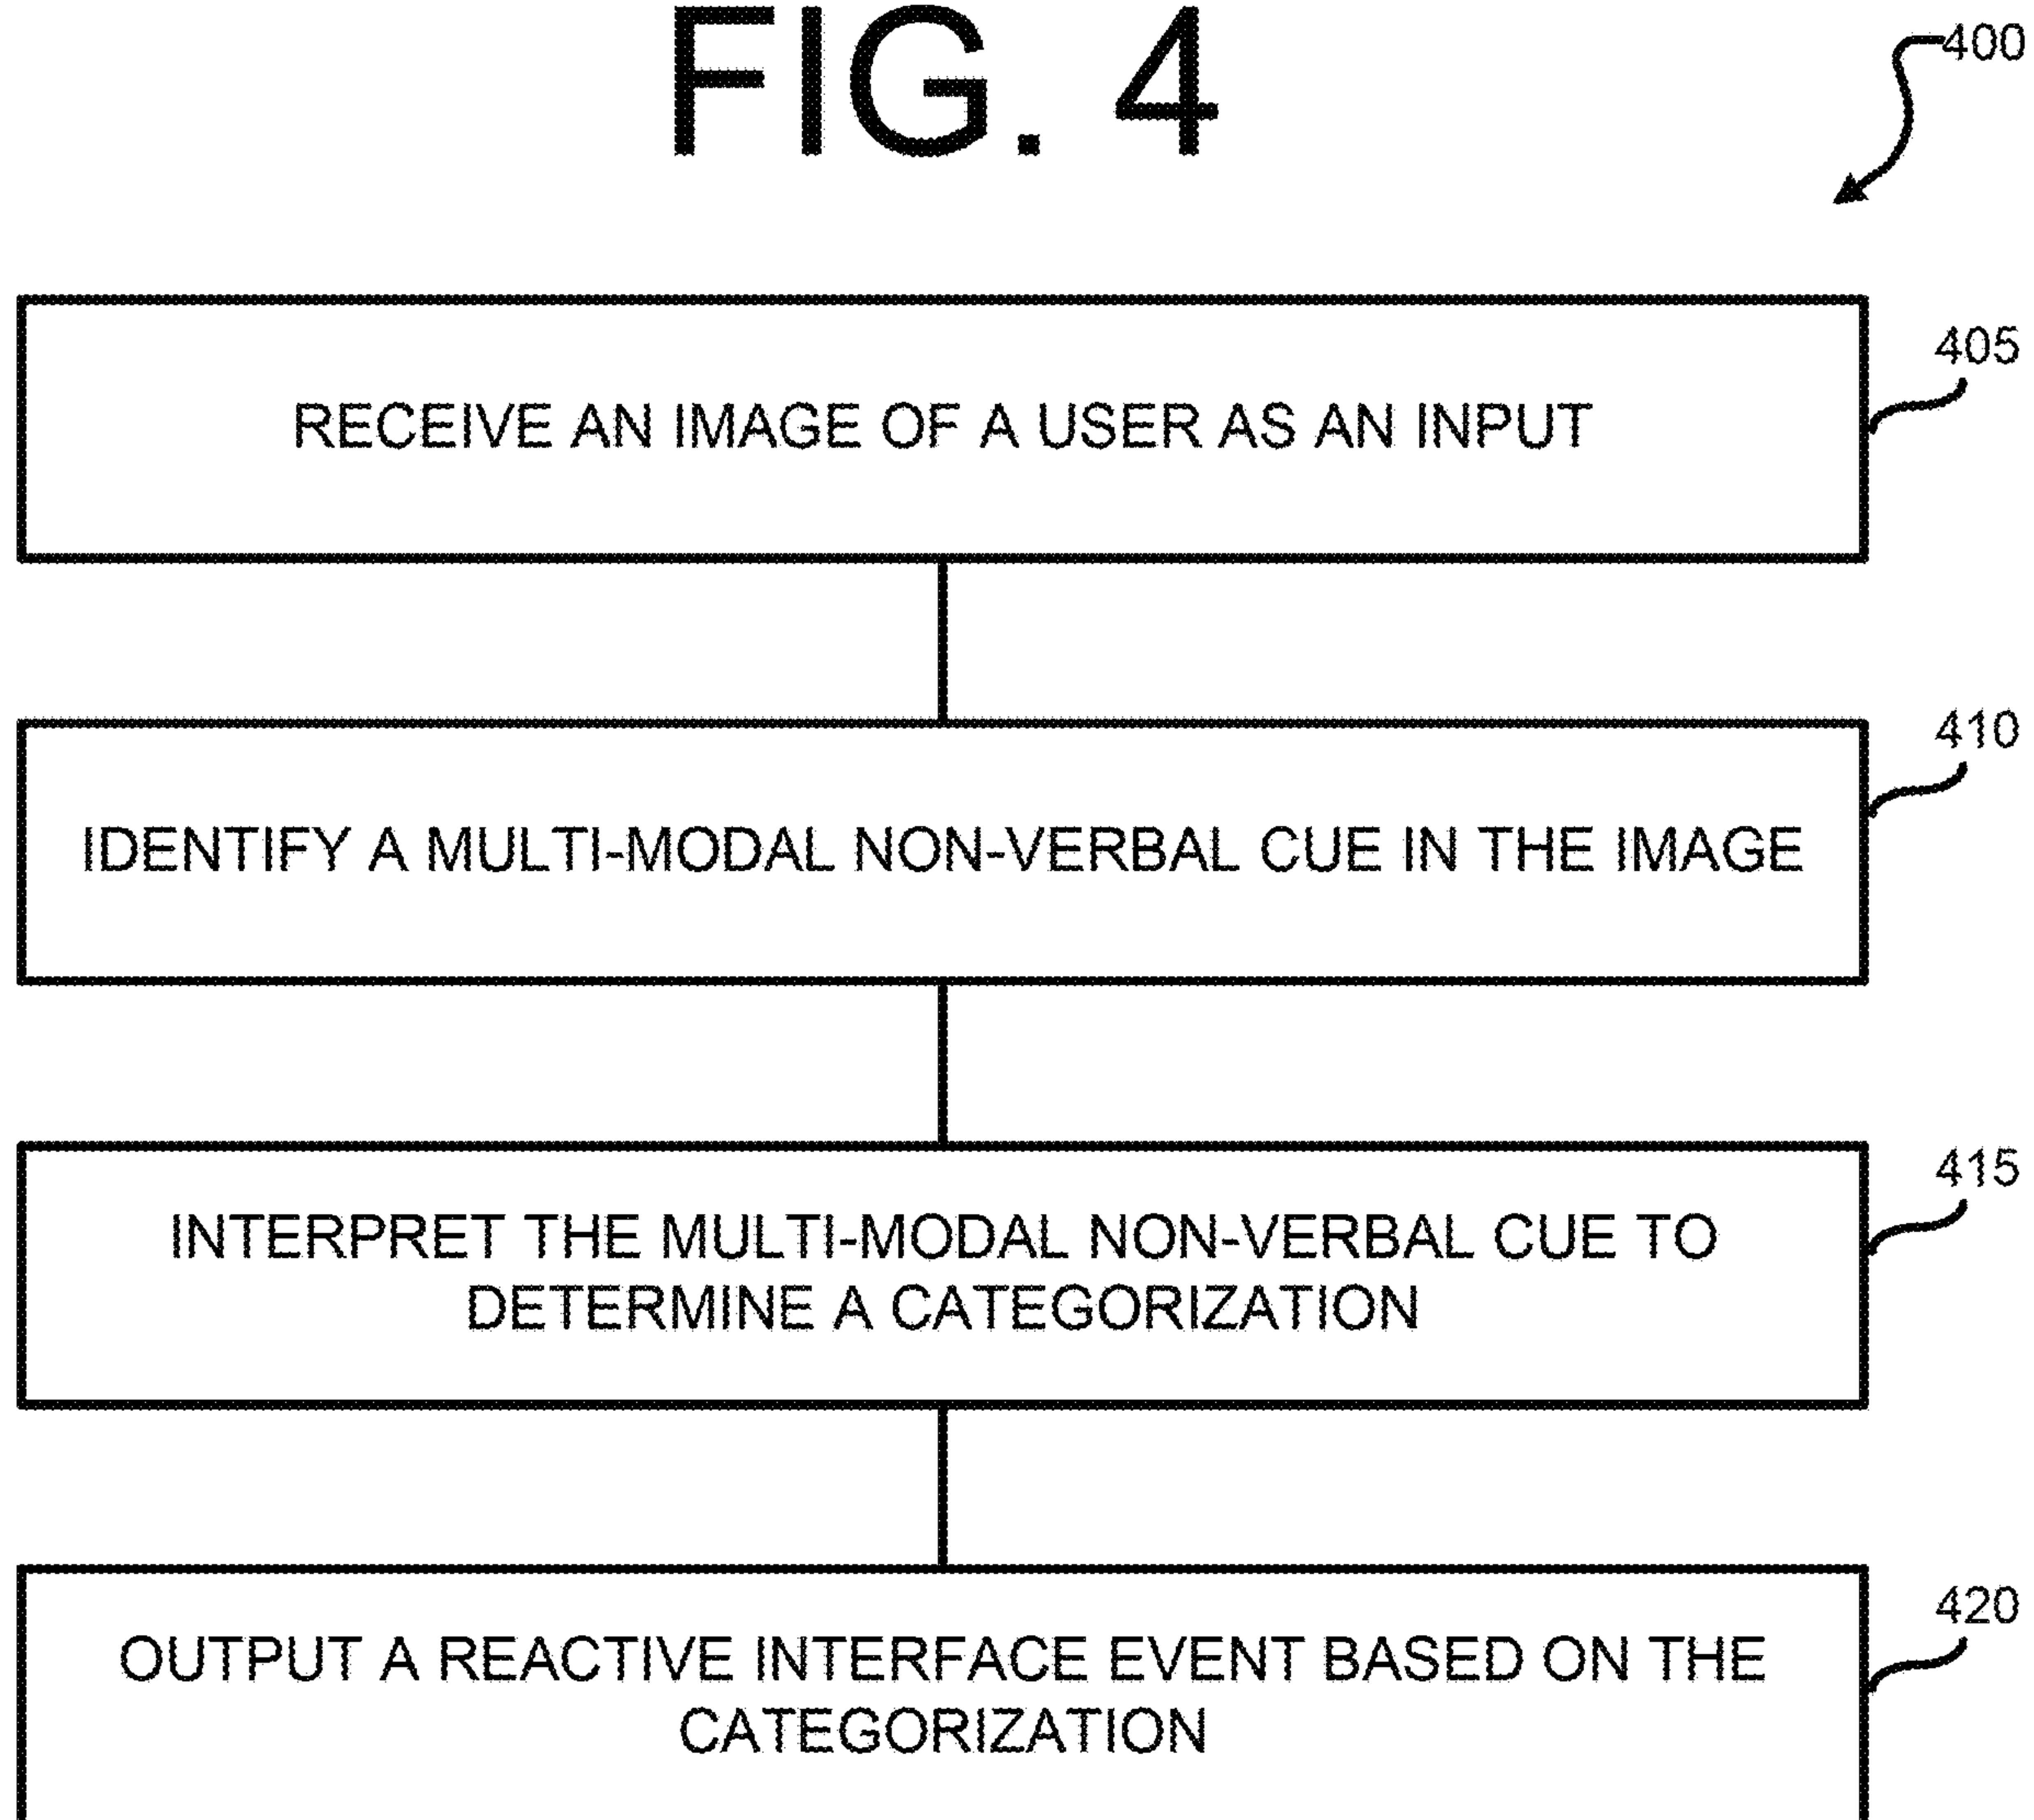 FIG. 4
400
405
RECEIVE AN IMAGE OF A USER AS AN INPUT
410
IDENTIFY A MULTI-MODAL NON-VERBAL CUE IN THE IMAGE
415
INTERPRET THE MULTI-MODAL NON-VERBAL CUE TO
DETERMINE A CATEGORIZATION
420
OUTPUT A REACTIVE INTERFACE EVENT BASED ON THE
CATEGORIZATION